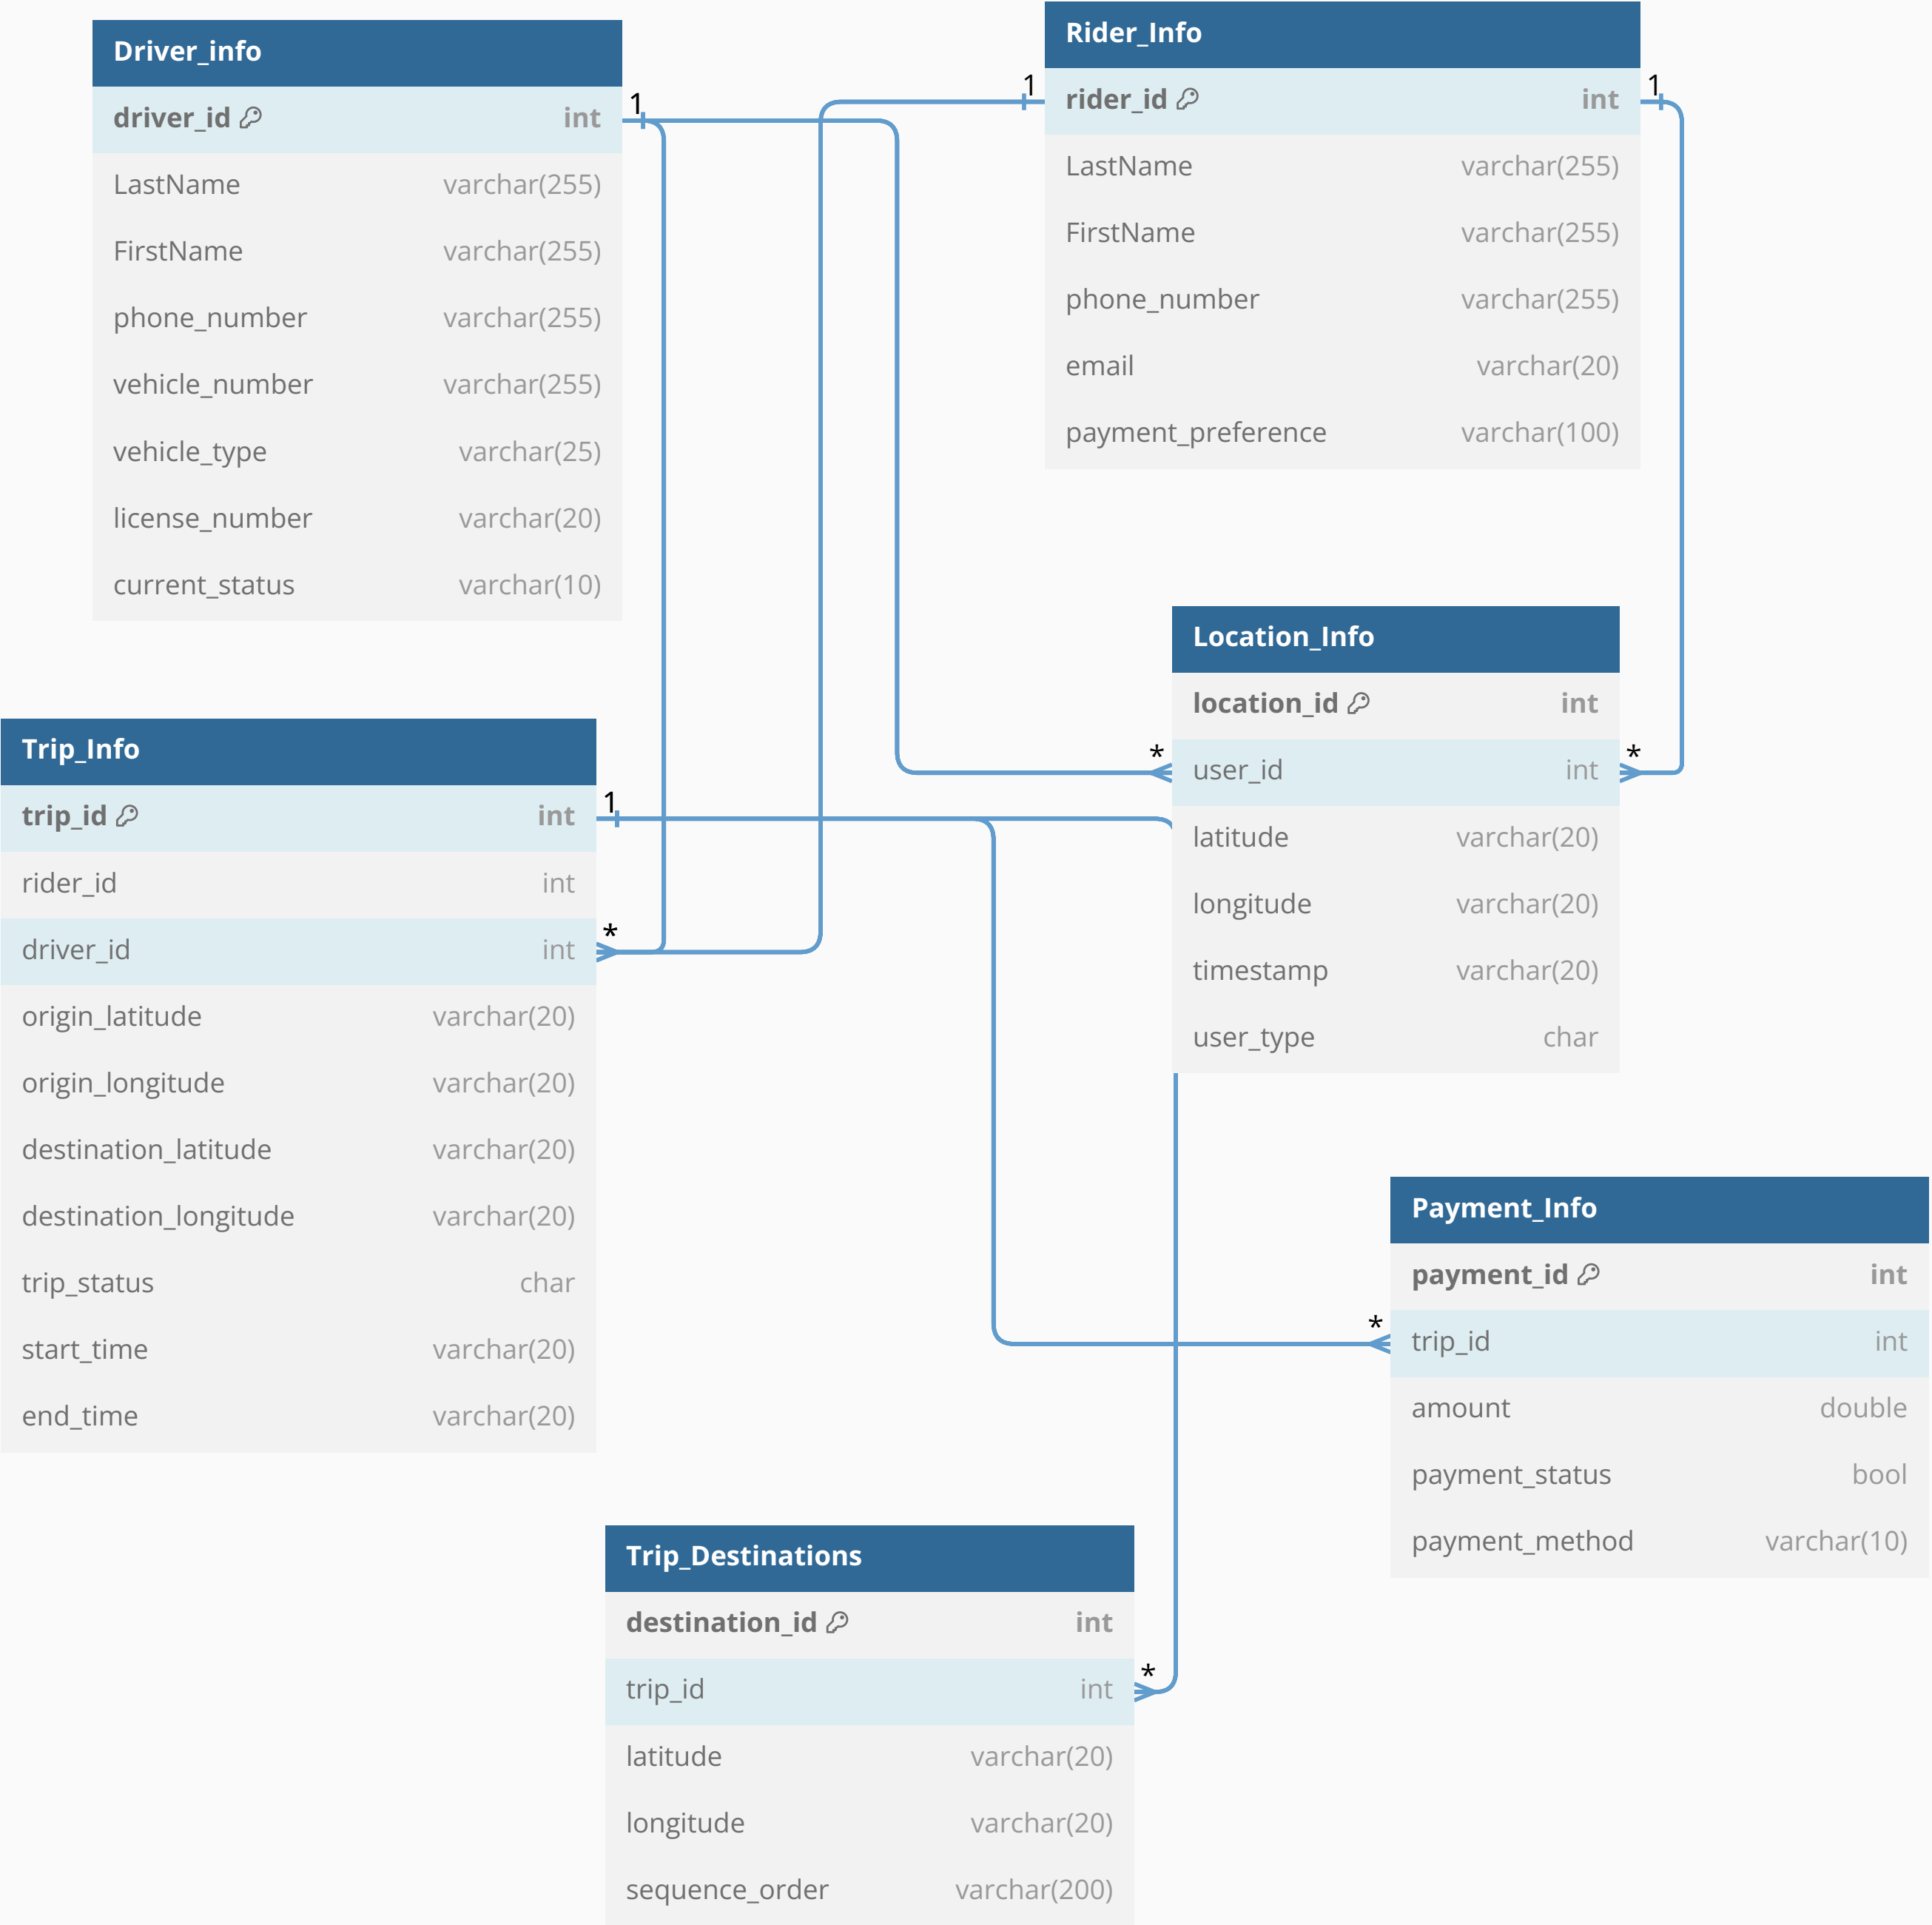 Driver_info
driver_id int
LastName varchar(255)
FirstName varchar(255)
phone_number varchar(255)
vehicle_number varchar(255)
vehicle_type varchar(25)
license_number varchar(20)
current_status varchar(10)
1
1
Rider_Info
rider_id int
LastName varchar(255)
FirstName varchar(255)
phone_number varchar(255)
email varchar(20)
payment_preference varchar(100)
1
Location_Info
location_id int
* user_id int *
latitude varchar(20)
longitude varchar(20)
timestamp varchar(20)
user_type char
Trip_Info
trip_id int 1
rider_id int
driver_id int *
origin_latitude varchar(20)
origin_longitude varchar(20)
destination_latitude varchar(20)
destination_longitude varchar(20)
trip_status char
start_time varchar(20)
end_time varchar(20)
Payment_Info
payment_id int
* trip_id int
amount double
payment_status bool
payment_method varchar(10)
Trip_Destinations
destination_id int
trip_id int *
latitude varchar(20)
longitude varchar(20)
sequence_order varchar(200)